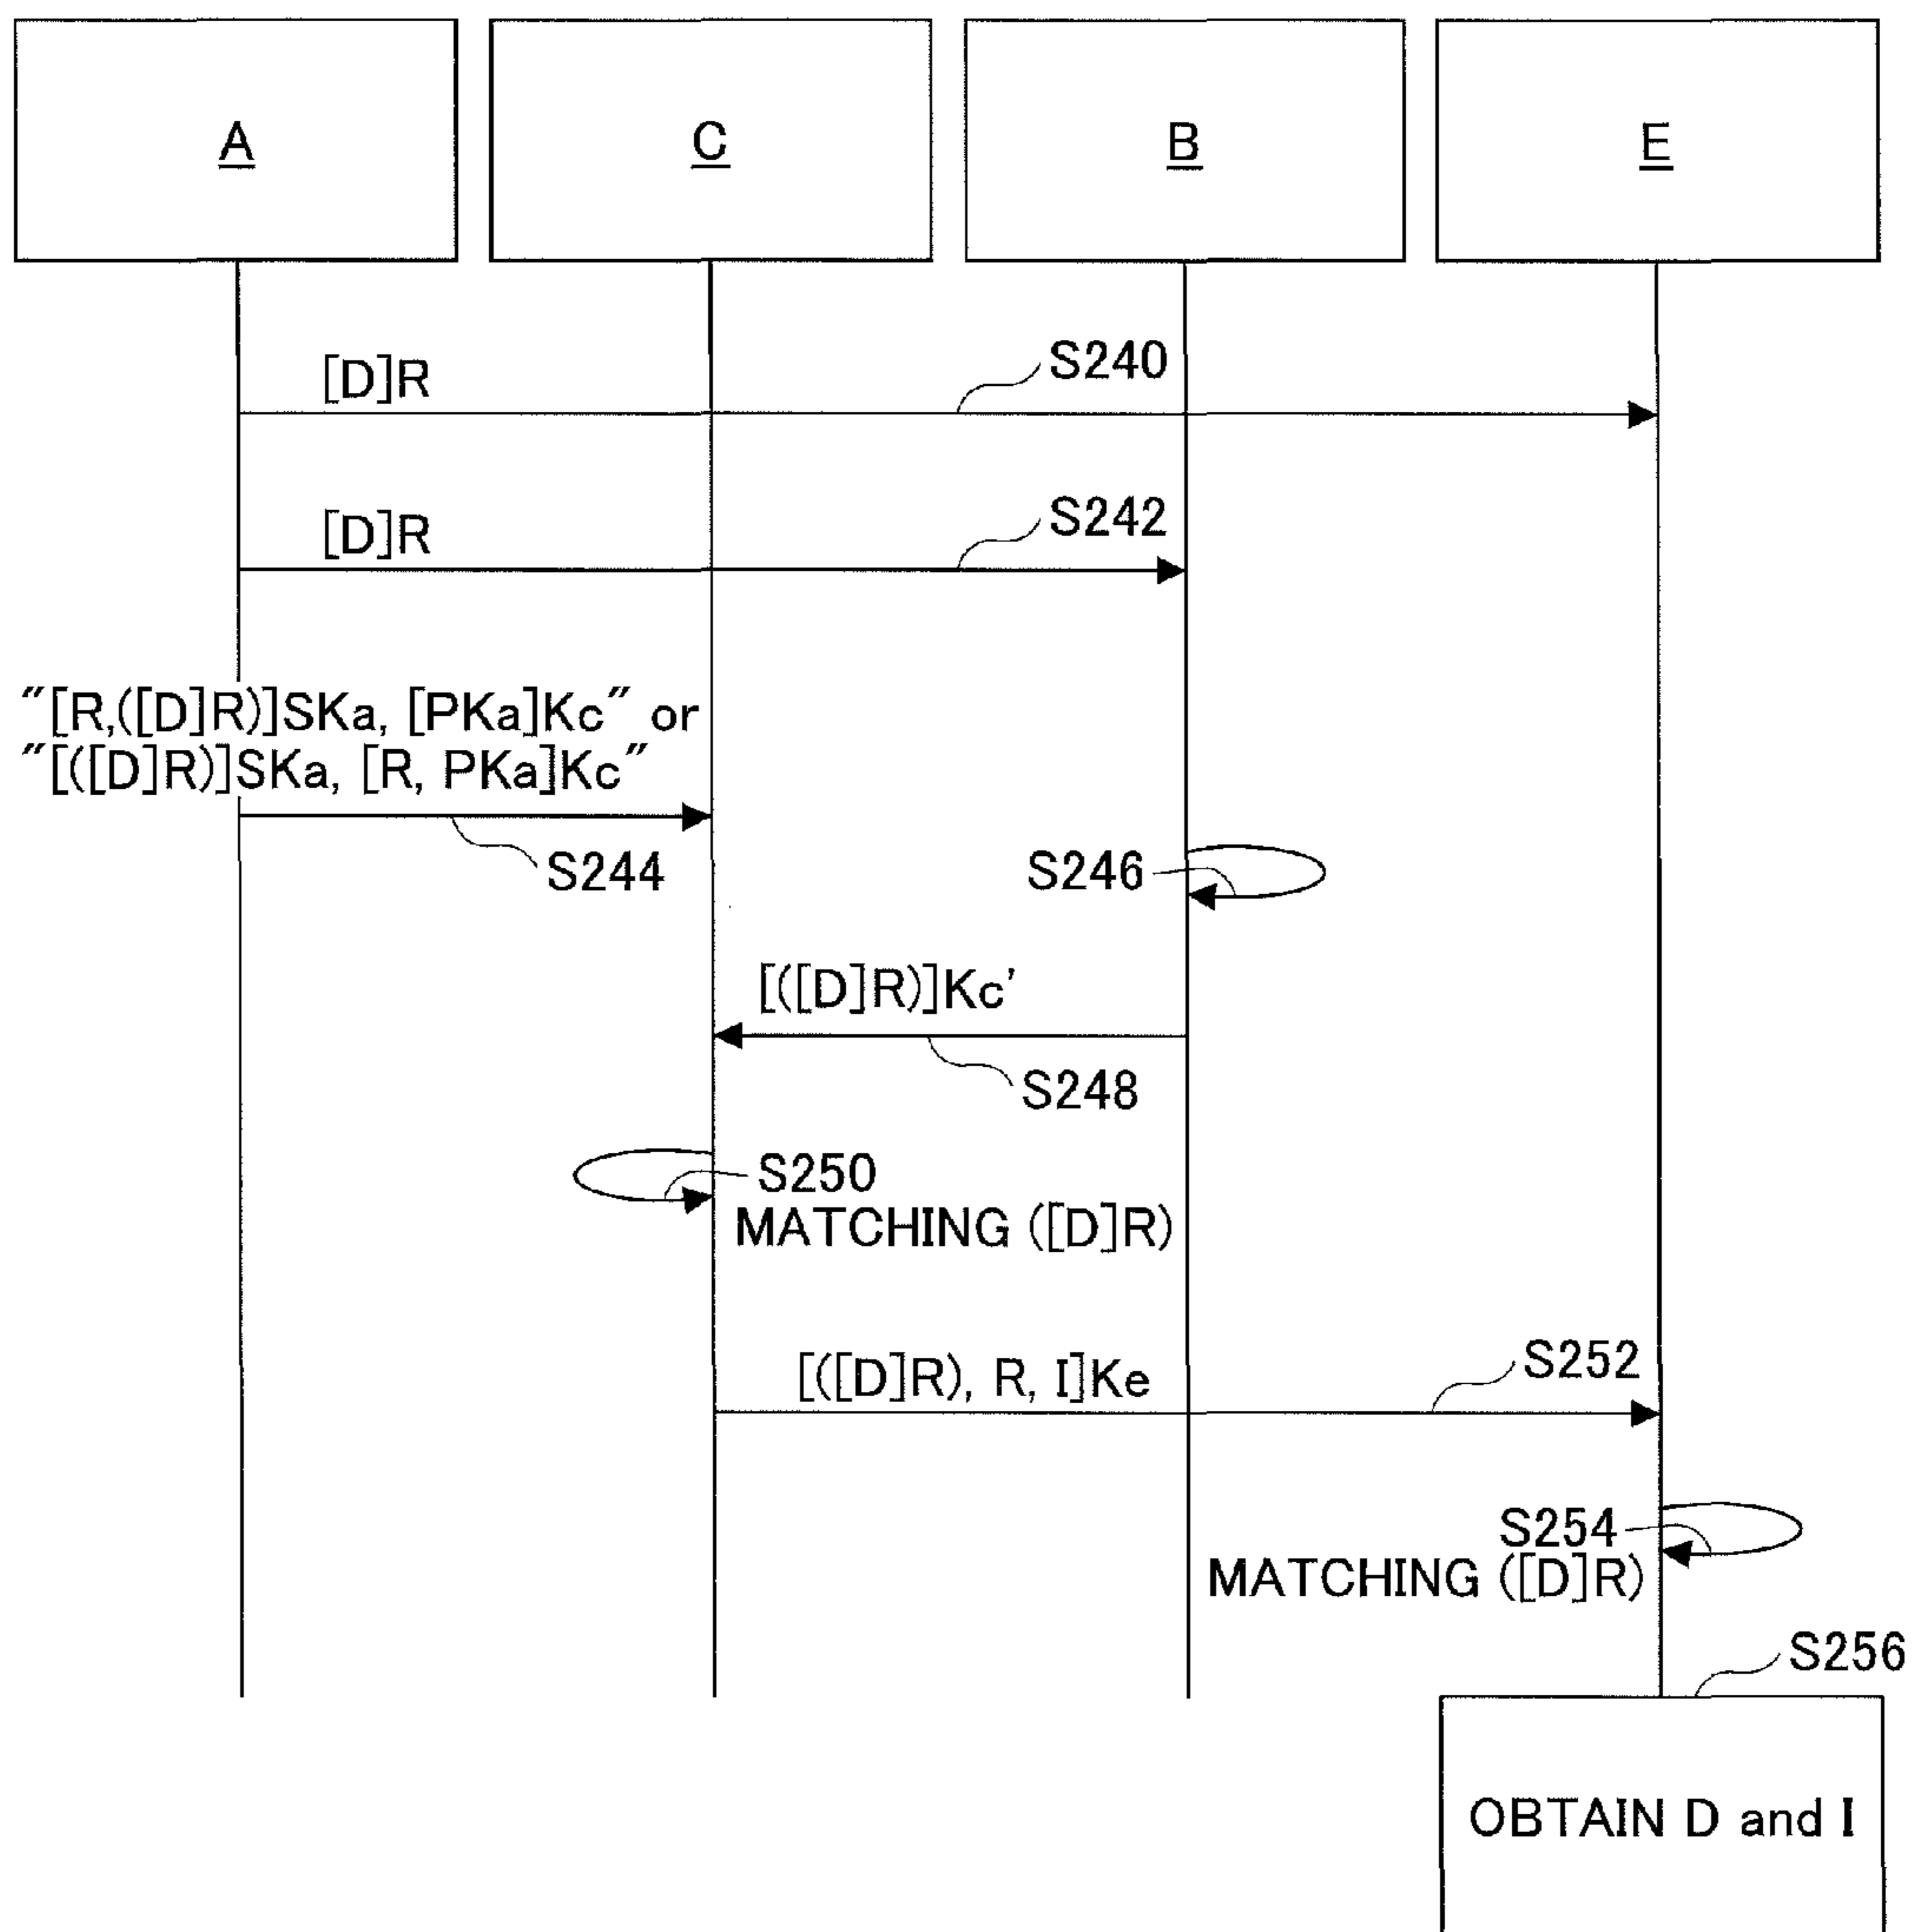 A
C
B
E
[D]R
S240
[D]R
S242
"[R,([D]R)]SKa, [PKa]Kc" or
"[([D]R)]SKa, [R, PKa]Kc"
S244
S246
[([D]R)]Kc'
S248
S250
MATCHING ([D]R)
[([D]R), R, I]Ke
S252
S254
MATCHING ([D]R)
S256
OBTAIN D and I